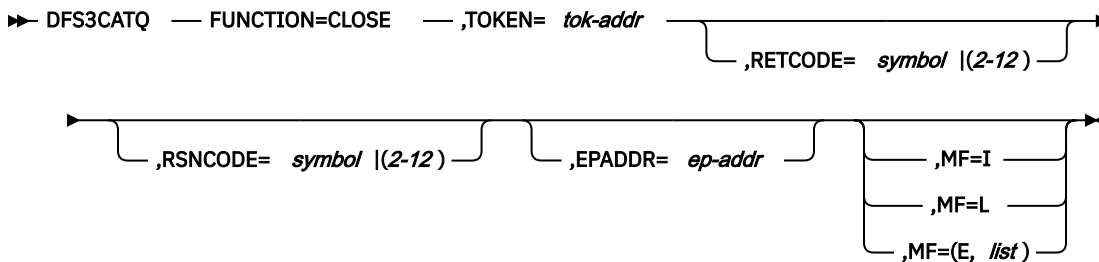 DFS3CATQ FUNCTION=CLOSE ,TOKEN= tok-addr
,RETCODE= symbol |(2-12 )
,RSNCODE= symbol |(2-12 )
,EPADDR= ep-addr
,MF=I
,MF=L
,MF=(E, list )